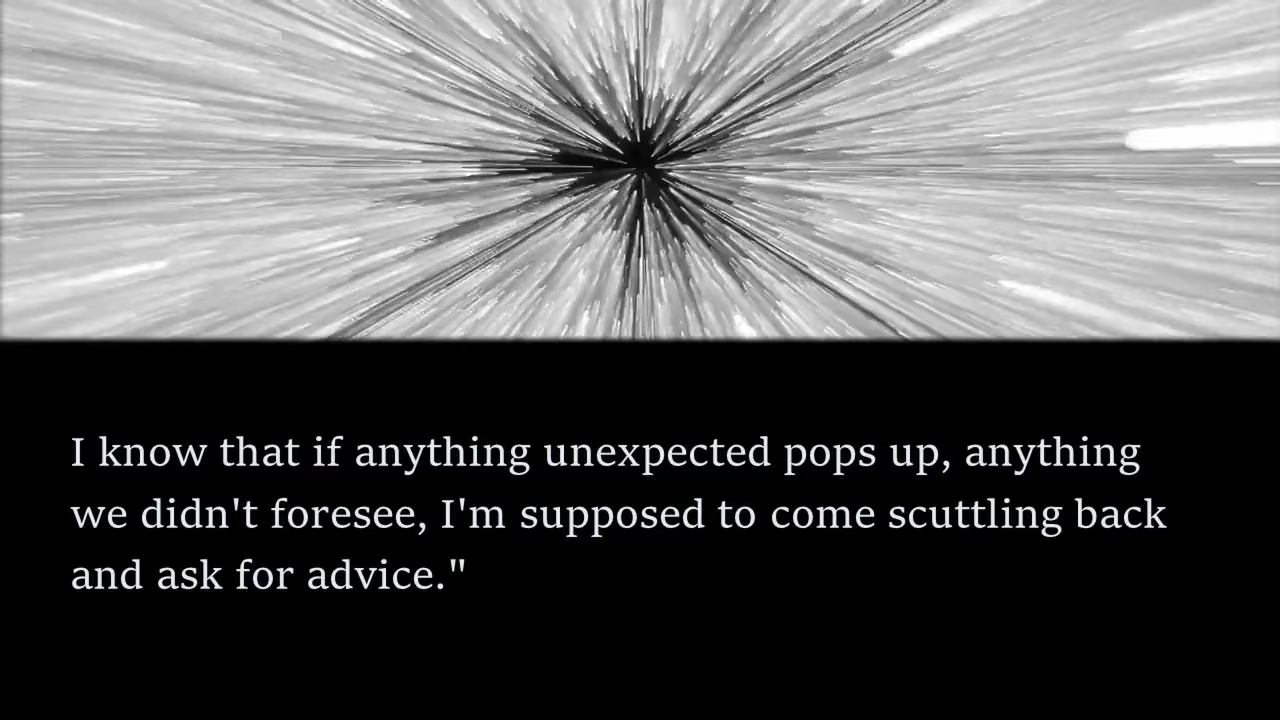 I know that if anything unexpected pops up, anything
we didn't foresee, I'm supposed to come scuttling back
and ask for advice."